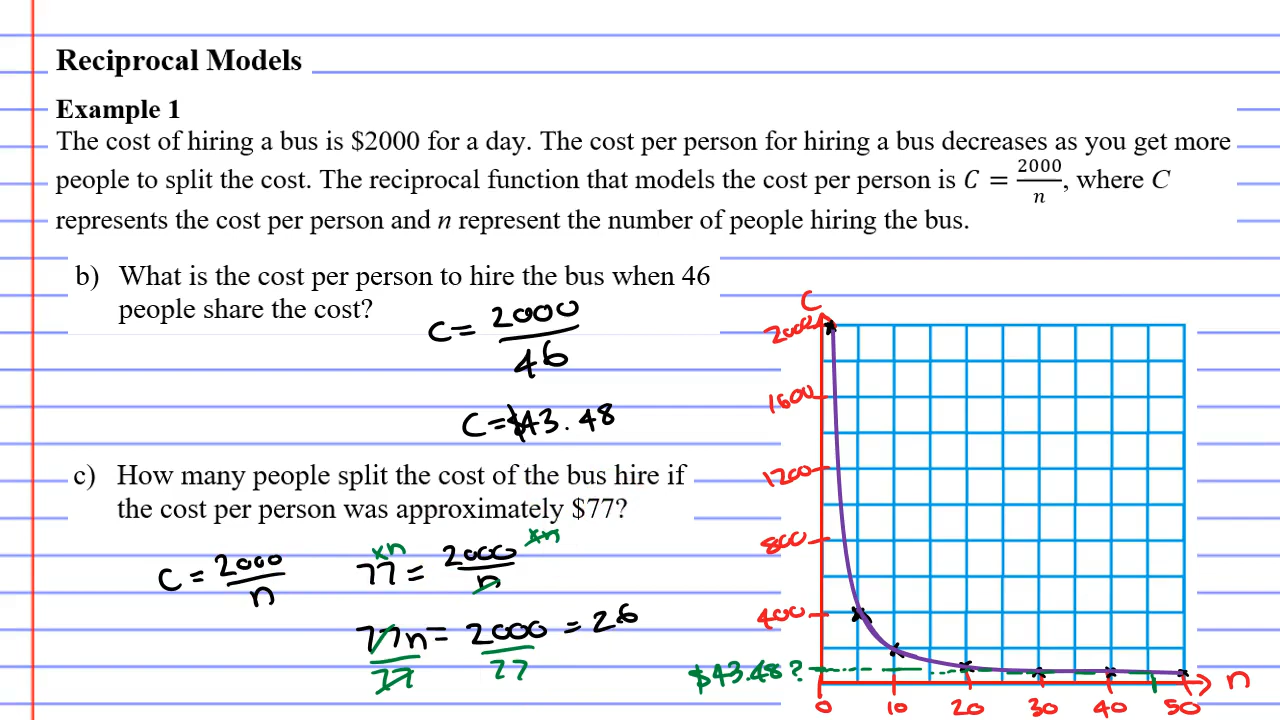 Reciprocal Models
Example 1
The cost of hiring a bus is $2000 for a day. The cost per person for hiring a bus decreases as you get more
people to split the cost. The reciprocal function that models the cost per person is C = 2000/n, where C
represents the cost per person and n represent the number of people hiring the bus.
b) What is the cost per person to hire the bus when 46
people share the cost?
C = 2000/46
C = $43.48
c) How many people split the cost of the bus hire if
the cost per person was approximately $77?
C = 2000/n
×n ×n
77 = 2000/n
77n = 2000 = 26
77 77
C
2000
1600
1200
800
400
$43.48?
n
0 10 20 30 40 50